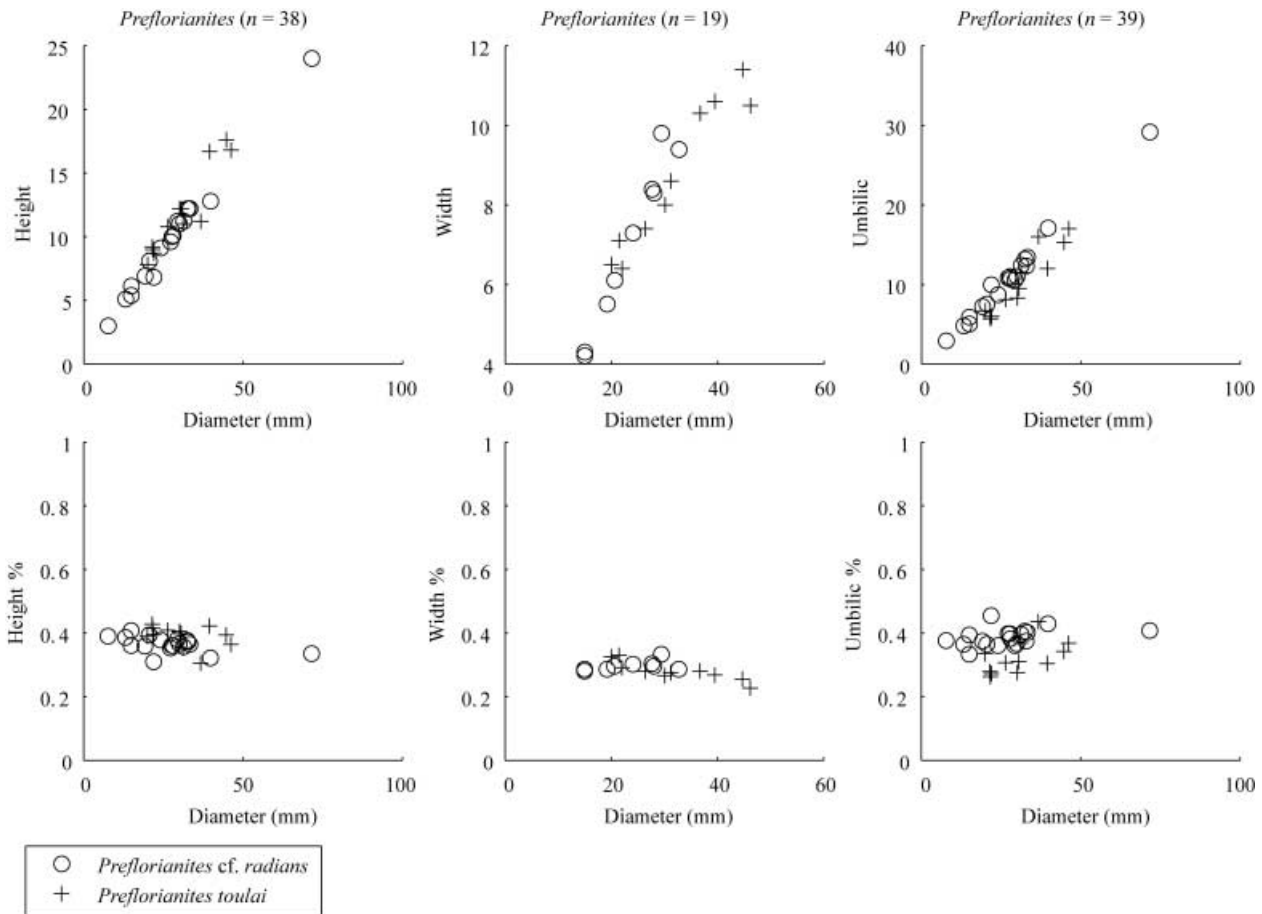 Preflorianites (n = 38)
25
20
15
10
5
0
Height
0 50 100
Diameter (mm)
Preflorianites (n = 19)
12
10
8
6
4
Width
0 20 40 60
Diameter (mm)
Preflorianites (n = 39)
40
30
20
10
0
Umbilic
0 50 100
Diameter (mm)
1
0.8
0.6
0.4
0.2
0
Height %
0 50 100
Diameter (mm)
1
0.8
0.6
0.4
0.2
0
Width %
0 20 40 60
Diameter (mm)
1
0.8
0.6
0.4
0.2
0
Umbilic %
0 50 100
Diameter (mm)
Preflorianites cf. radians
Preflorianites toulai